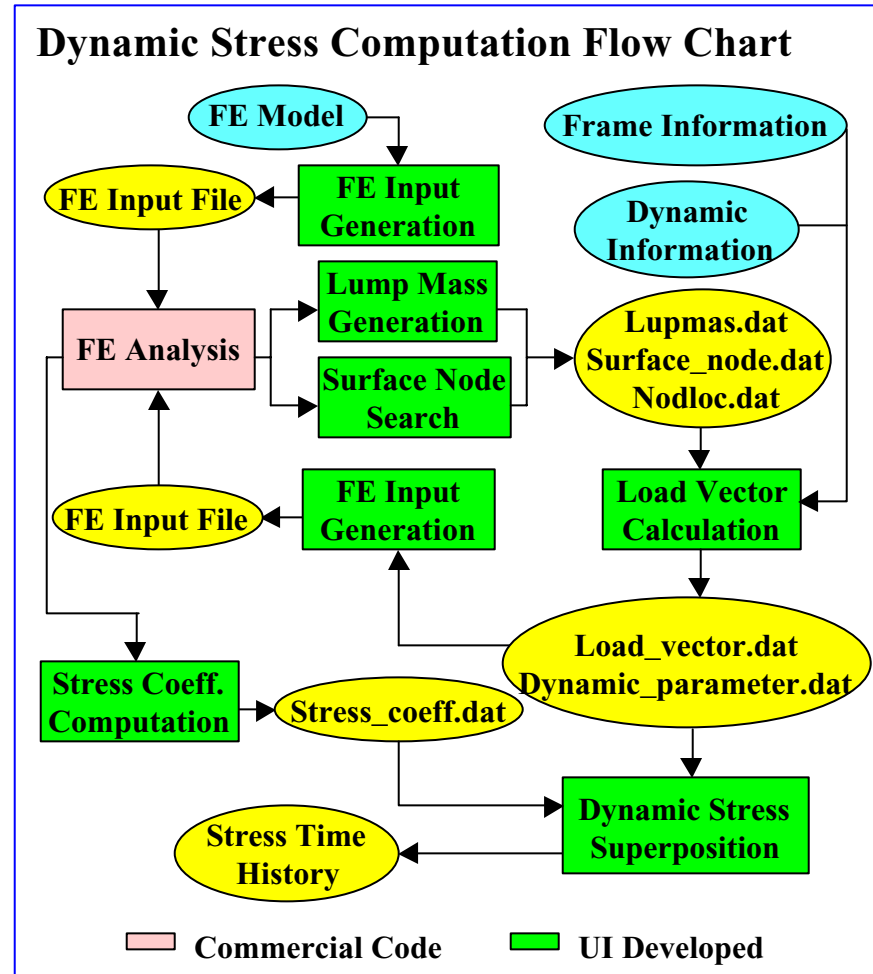 Dynamic Stress Computation Flow Chart
FE Model
Frame Information
FE Input File
FE Input
Generation
Dynamic
Information
Lump Mass
Generation
FE Analysis
Surface Node
Search
Lupmas.dat
Surface_node.dat
Nodloc.dat
FE Input File
FE Input
Generation
Load Vector
Calculation
Load_vector.dat
Dynamic_parameter.dat
Stress Coeff.
Computation
Stress_coeff.dat
Dynamic Stress
Superposition
Stress Time
History
Commercial Code
UI Developed